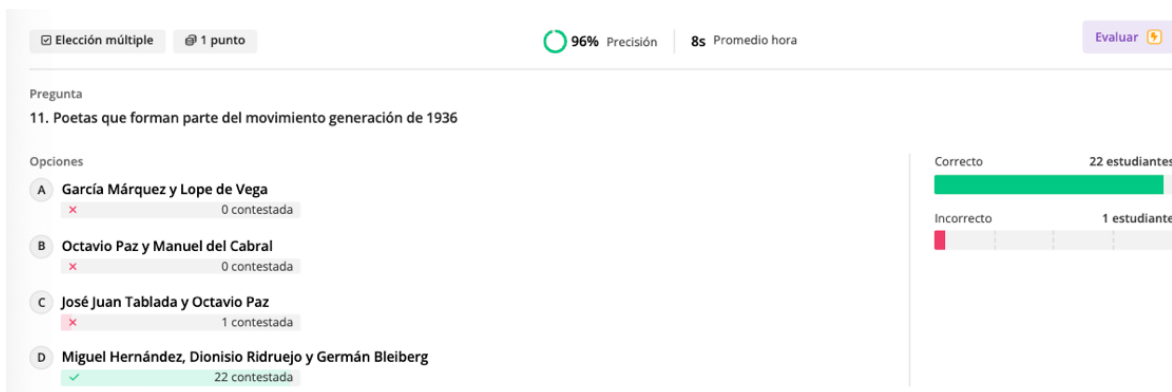 Elección múltiple
1 punto
96% Precisión
8s Promedio hora
Evaluar
Pregunta
11. Poetas que forman parte del movimiento generación de 1936
Opciones
A García Márquez y Lope de Vega
0 contestada
B Octavio Paz y Manuel del Cabral
0 contestada
C José Juan Tablada y Octavio Paz
1 contestada
D Miguel Hernández, Dionisio Ridruejo y Germán Bleiberg
22 contestada
Correcto 22 estudiantes
Incorrecto 1 estudiante